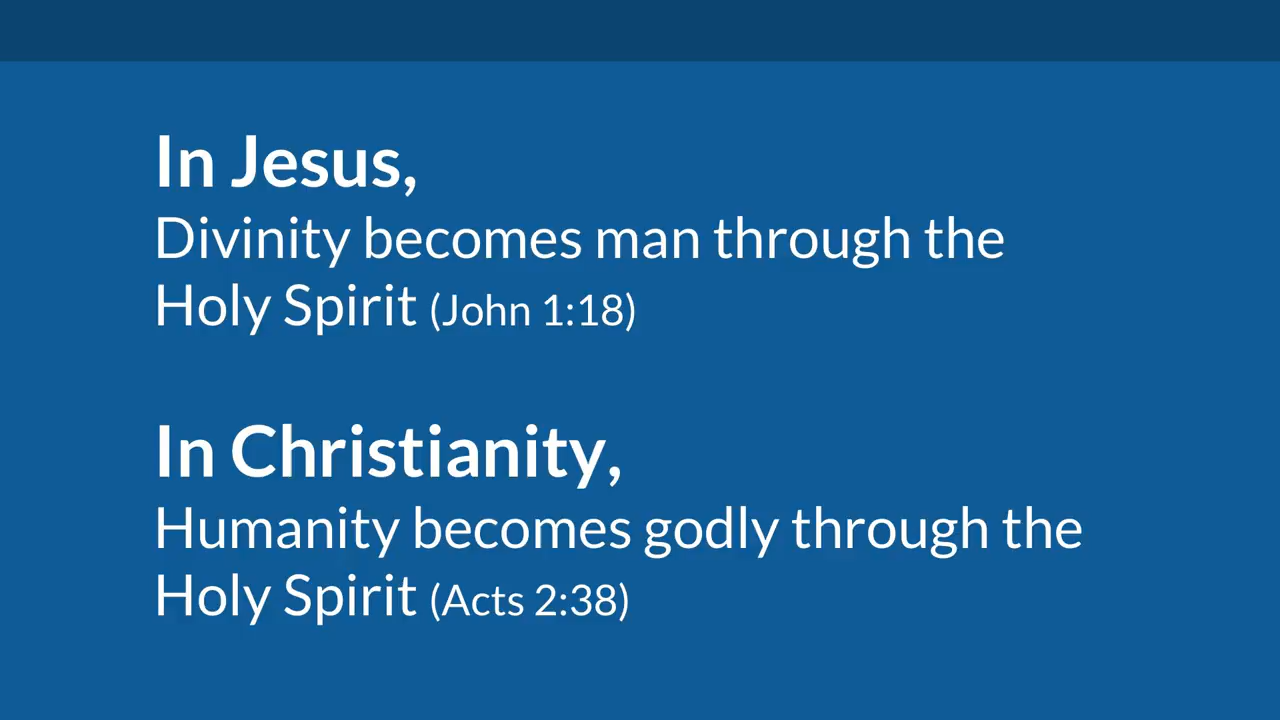 In Jesus,
Divinity becomes man through the
Holy Spirit (John 1:18)
In Christianity,
Humanity becomes godly through the
Holy Spirit (Acts 2:38)